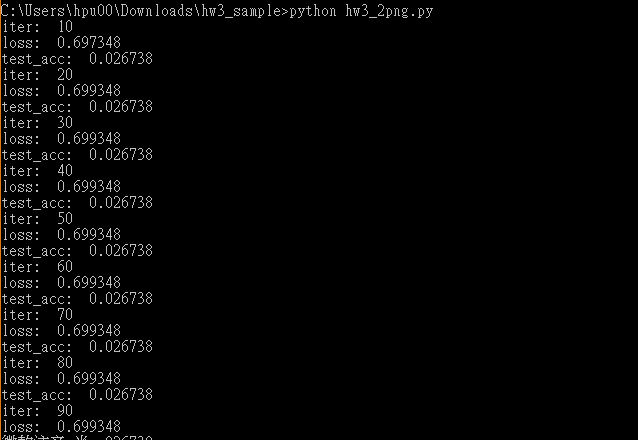 C:\Users\hpu00\Downloads\hw3_sample>python hw3_2png.py
iter:  10
loss:  0.697348
test_acc:  0.026738
iter:  20
loss:  0.699348
test_acc:  0.026738
iter:  30
loss:  0.699348
test_acc:  0.026738
iter:  40
loss:  0.699348
test_acc:  0.026738
iter:  50
loss:  0.699348
test_acc:  0.026738
iter:  60
loss:  0.699348
test_acc:  0.026738
iter:  70
loss:  0.699348
test_acc:  0.026738
iter:  80
loss:  0.699348
test_acc:  0.026738
iter:  90
loss:  0.699348